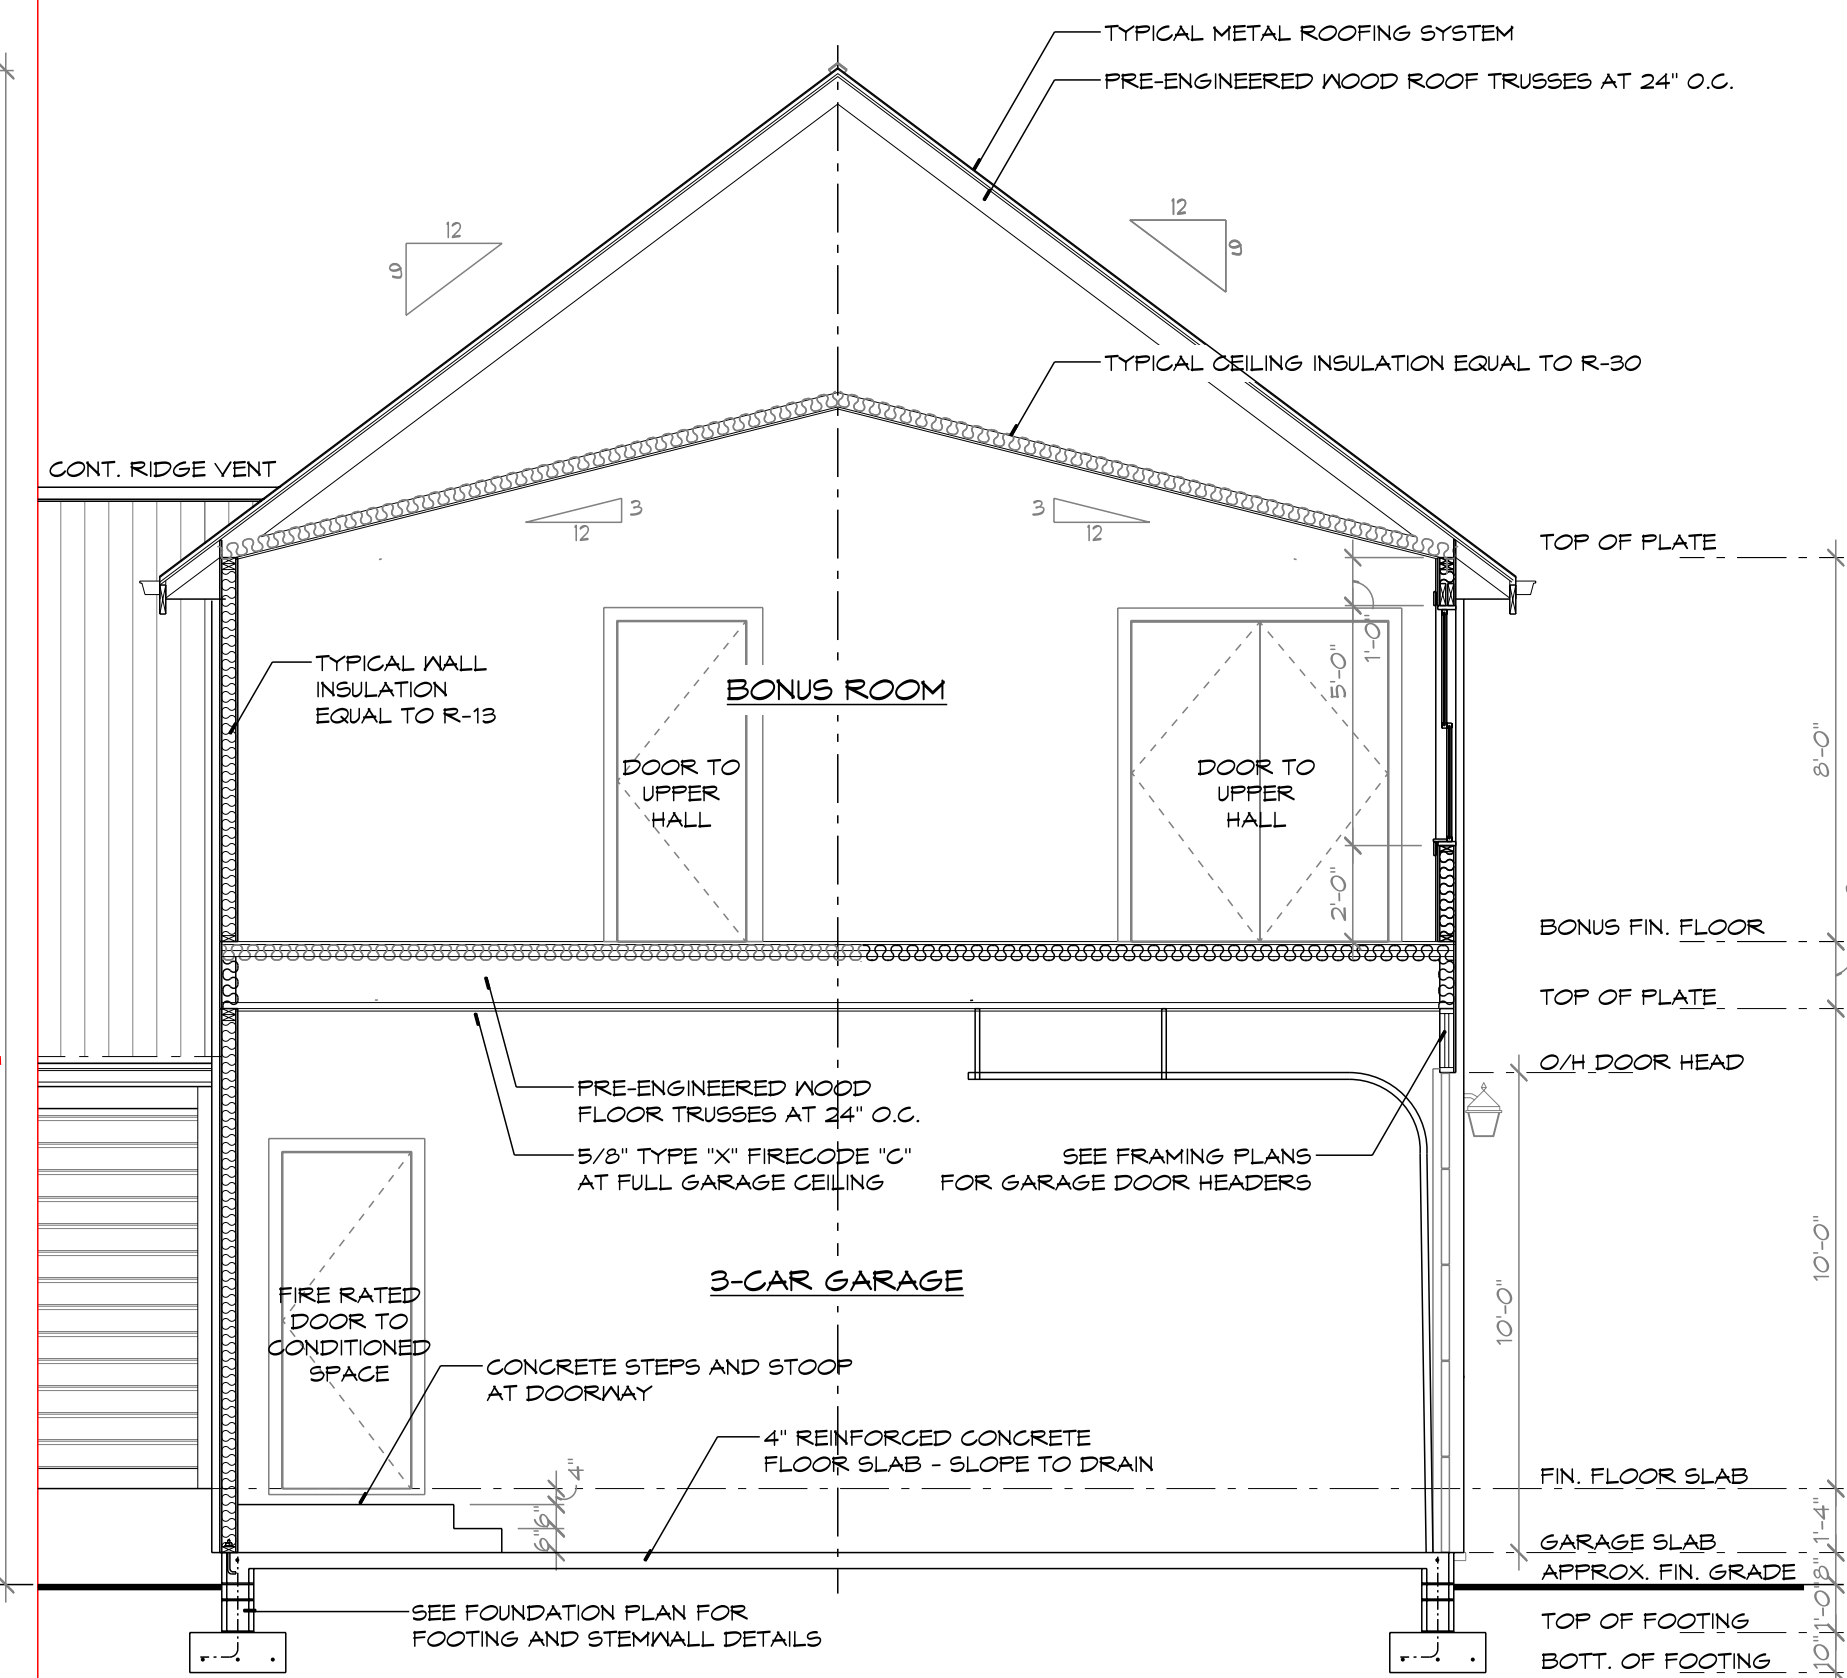 TYPICAL METAL ROOFING SYSTEM
PRE-ENGINEERED WOOD ROOF TRUSSES AT 24" O.C.
12
9
12
9
TYPICAL CEILING INSULATION EQUAL TO R-30
CONT. RIDGE VENT
3
12
3
12
TOP OF PLATE
TYPICAL WALL
INSULATION
EQUAL TO R-13
BONUS ROOM
DOOR TO
UPPER
HALL
DOOR TO
UPPER
HALL
1'-0"
5'-0"
2'-0"
8'-0"
BONUS FIN. FLOOR
TOP OF PLATE
O/H DOOR HEAD
PRE-ENGINEERED WOOD
FLOOR TRUSSES AT 24" O.C.
5/8" TYPE "X" FIRECODE "C"
AT FULL GARAGE CEILING
SEE FRAMING PLANS
FOR GARAGE DOOR HEADERS
10'-0"
10'-0"
3-CAR GARAGE
FIRE RATED
DOOR TO
CONDITIONED
SPACE
CONCRETE STEPS AND STOOP
AT DOORWAY
4" REINFORCED CONCRETE
FLOOR SLAB - SLOPE TO DRAIN
4"
6"
6"
FIN. FLOOR SLAB
1'-4"
GARAGE SLAB
APPROX. FIN. GRADE
8"
SEE FOUNDATION PLAN FOR
FOOTING AND STEMWALL DETAILS
TOP OF FOOTING
1'-0"
BOTT. OF FOOTING
10"